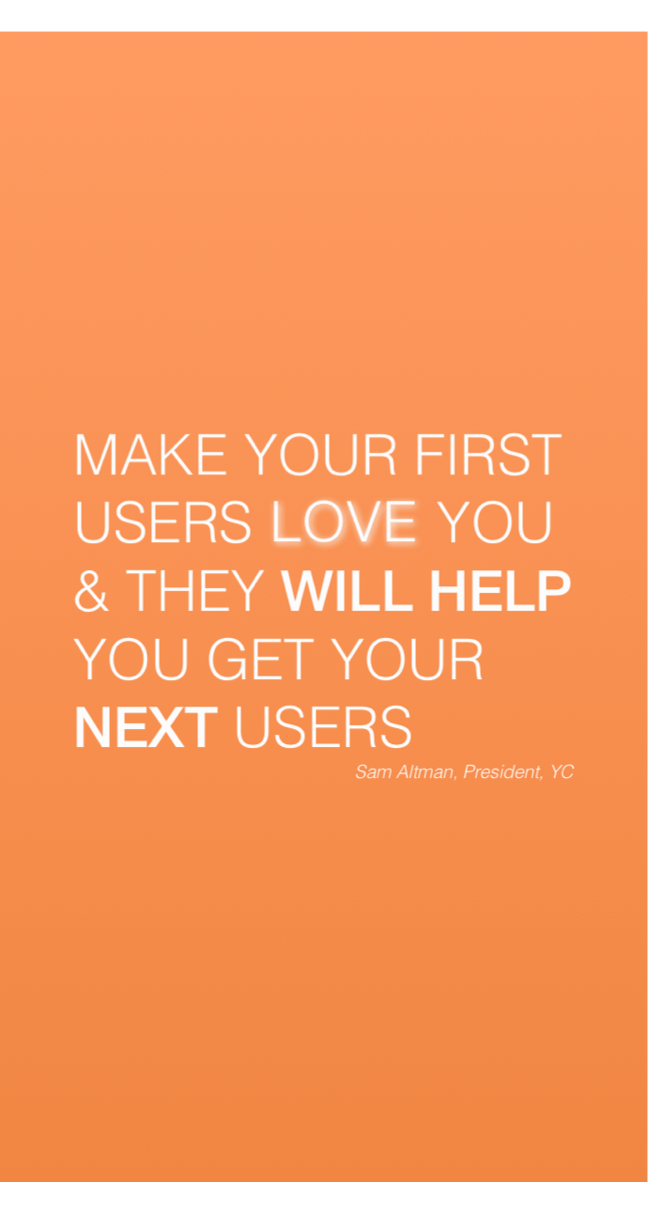 MAKE YOUR FIRST
USERS LOVE YOU
& THEY WILL HELP
YOU GET YOUR
NEXT USERS
Sam Altman, President, YC